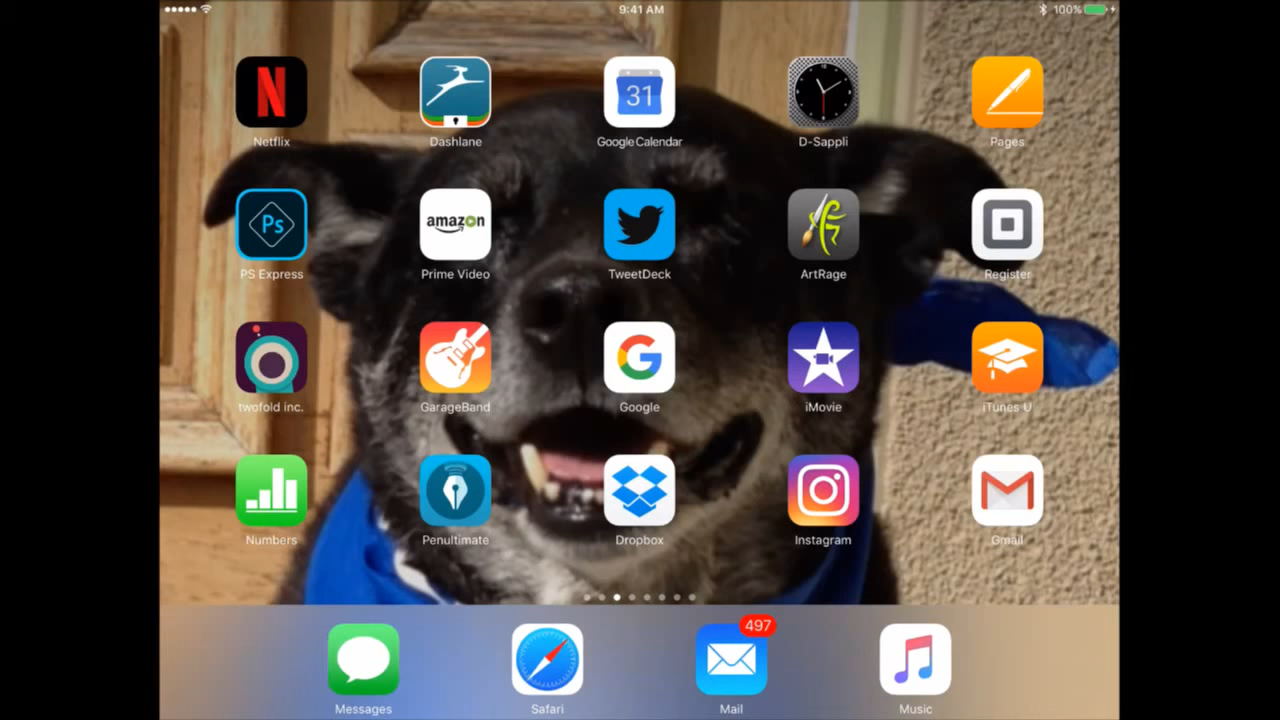 9:41 AM
100%
31
Netflix
Dashlane
Google Calendar
D-Sappli
Pages
Ps
amazon
PS Express
Prime Video
TweetDeck
ArtRage
Register
twofold inc.
GarageBand
Google
iMovie
iTunes U
Numbers
Penultimate
Dropbox
Instagram
Gmail
497
Messages
Safari
Mail
Music